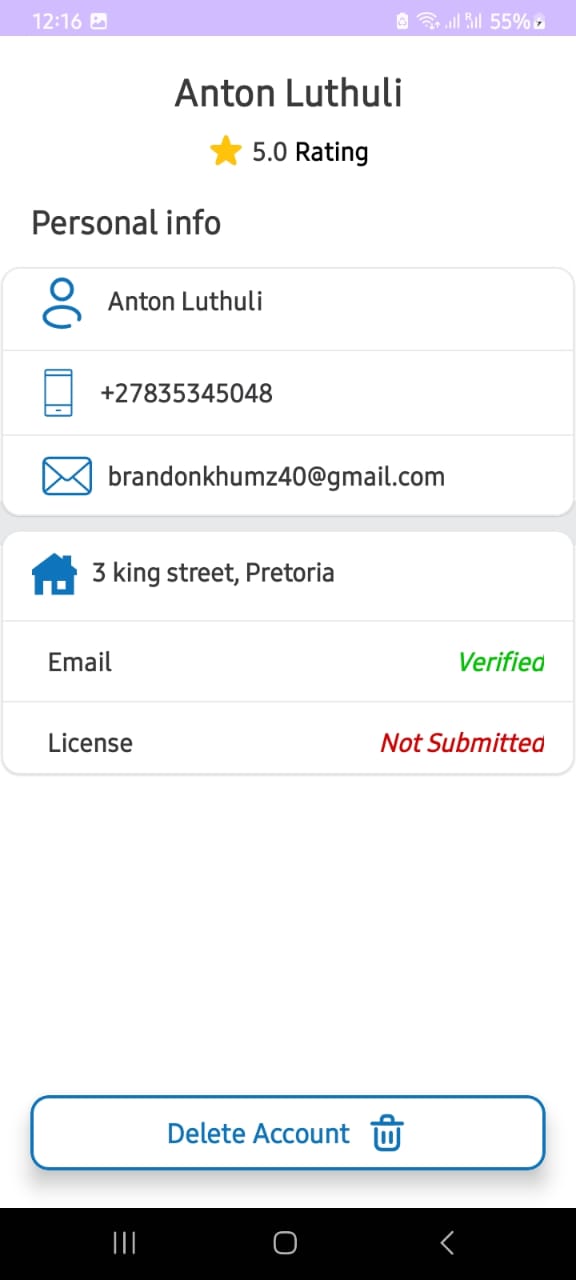 12:16 55%
Anton Luthuli
5.0 Rating
Personal info
Anton Luthuli
+27835345048
brandonkhumz40@gmail.com
3 king street, Pretoria
Email Verified
License Not Submitted
Delete Account